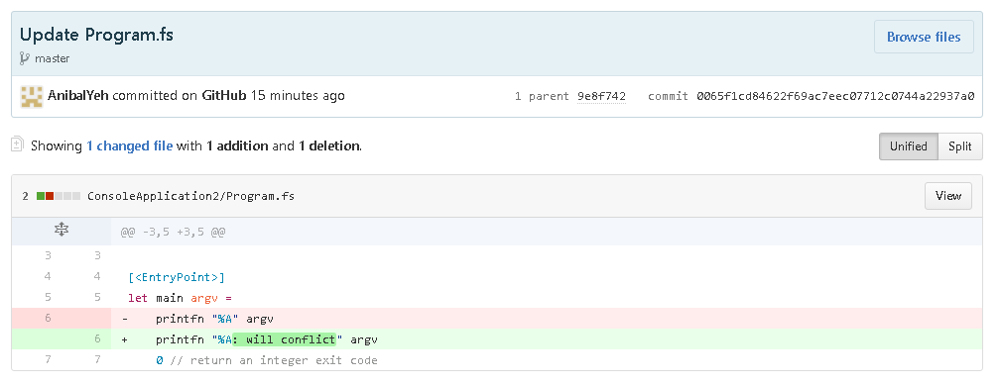 Update Program.fs
Browse files
master
AnibalYeh committed on GitHub 15 minutes ago
1 parent 9e8f742 commit 0065f1cd84622f69ac7eec07712c0744a22937a0
Showing 1 changed file with 1 addition and 1 deletion.
Unified Split
2 ConsoleApplication2/Program.fs
View
@@ -3,5 +3,5 @@
3 3
4 4 [<EntryPoint>]
5 5 let main argv =
6 - printfn "%A" argv
6 + printfn "%A: will conflict" argv
7 7 0 // return an integer exit code